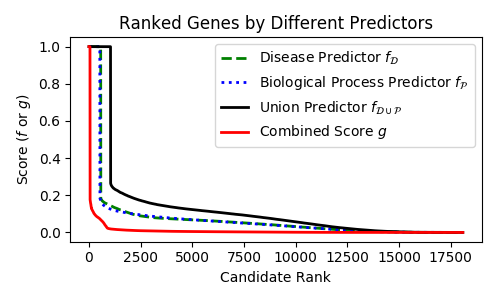 Ranked Genes by Different Predictors
Score (f or g)
1.0
0.8
0.6
0.4
0.2
0.0
Disease Predictor f𝒟
Biological Process Predictor f𝒫
Union Predictor f𝒟∪𝒫
Combined Score g
0 2500 5000 7500 10000 12500 15000 17500
Candidate Rank